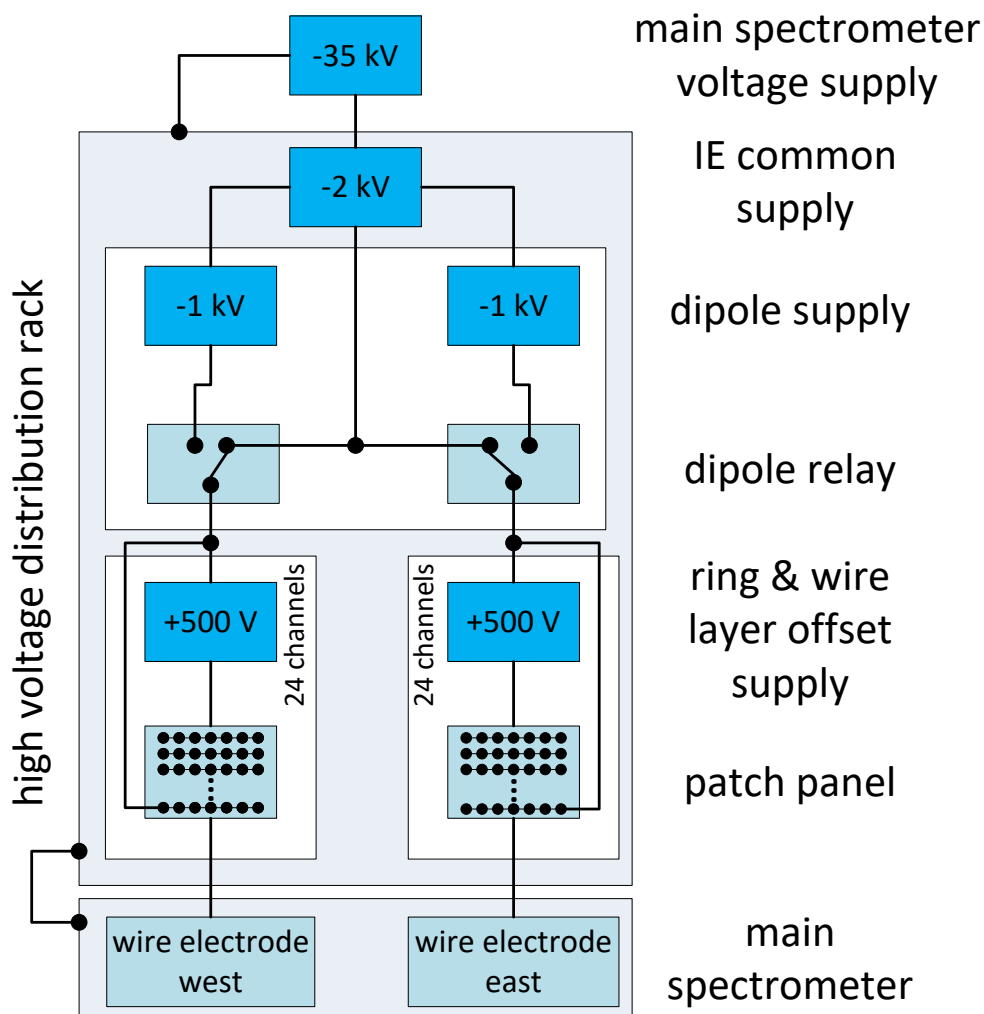 -35 kV
main spectrometer
voltage supply
-2 kV
IE common
supply
-1 kV
-1 kV
dipole supply
high voltage distribution rack
dipole relay
+500 V
24 channels
+500 V
24 channels
ring & wire
layer offset
supply
patch panel
wire electrode
west
wire electrode
east
main
spectrometer